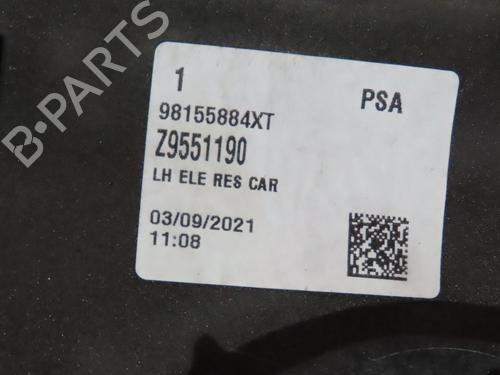 B-PARTS
1
PSA
98155884XT
Z9551190
LH ELE RES CAR
03/09/2021
11:08